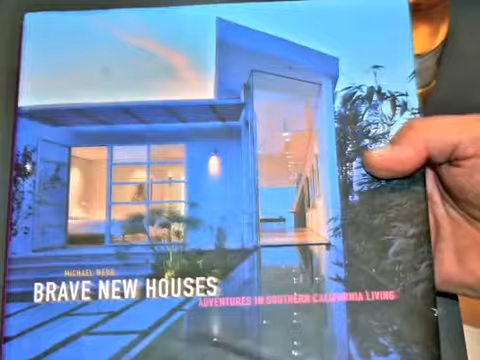 MICHAEL WEBB
BRAVE NEW HOUSES
ADVENTURES IN SOUTHERN CALIFORNIA LIVING